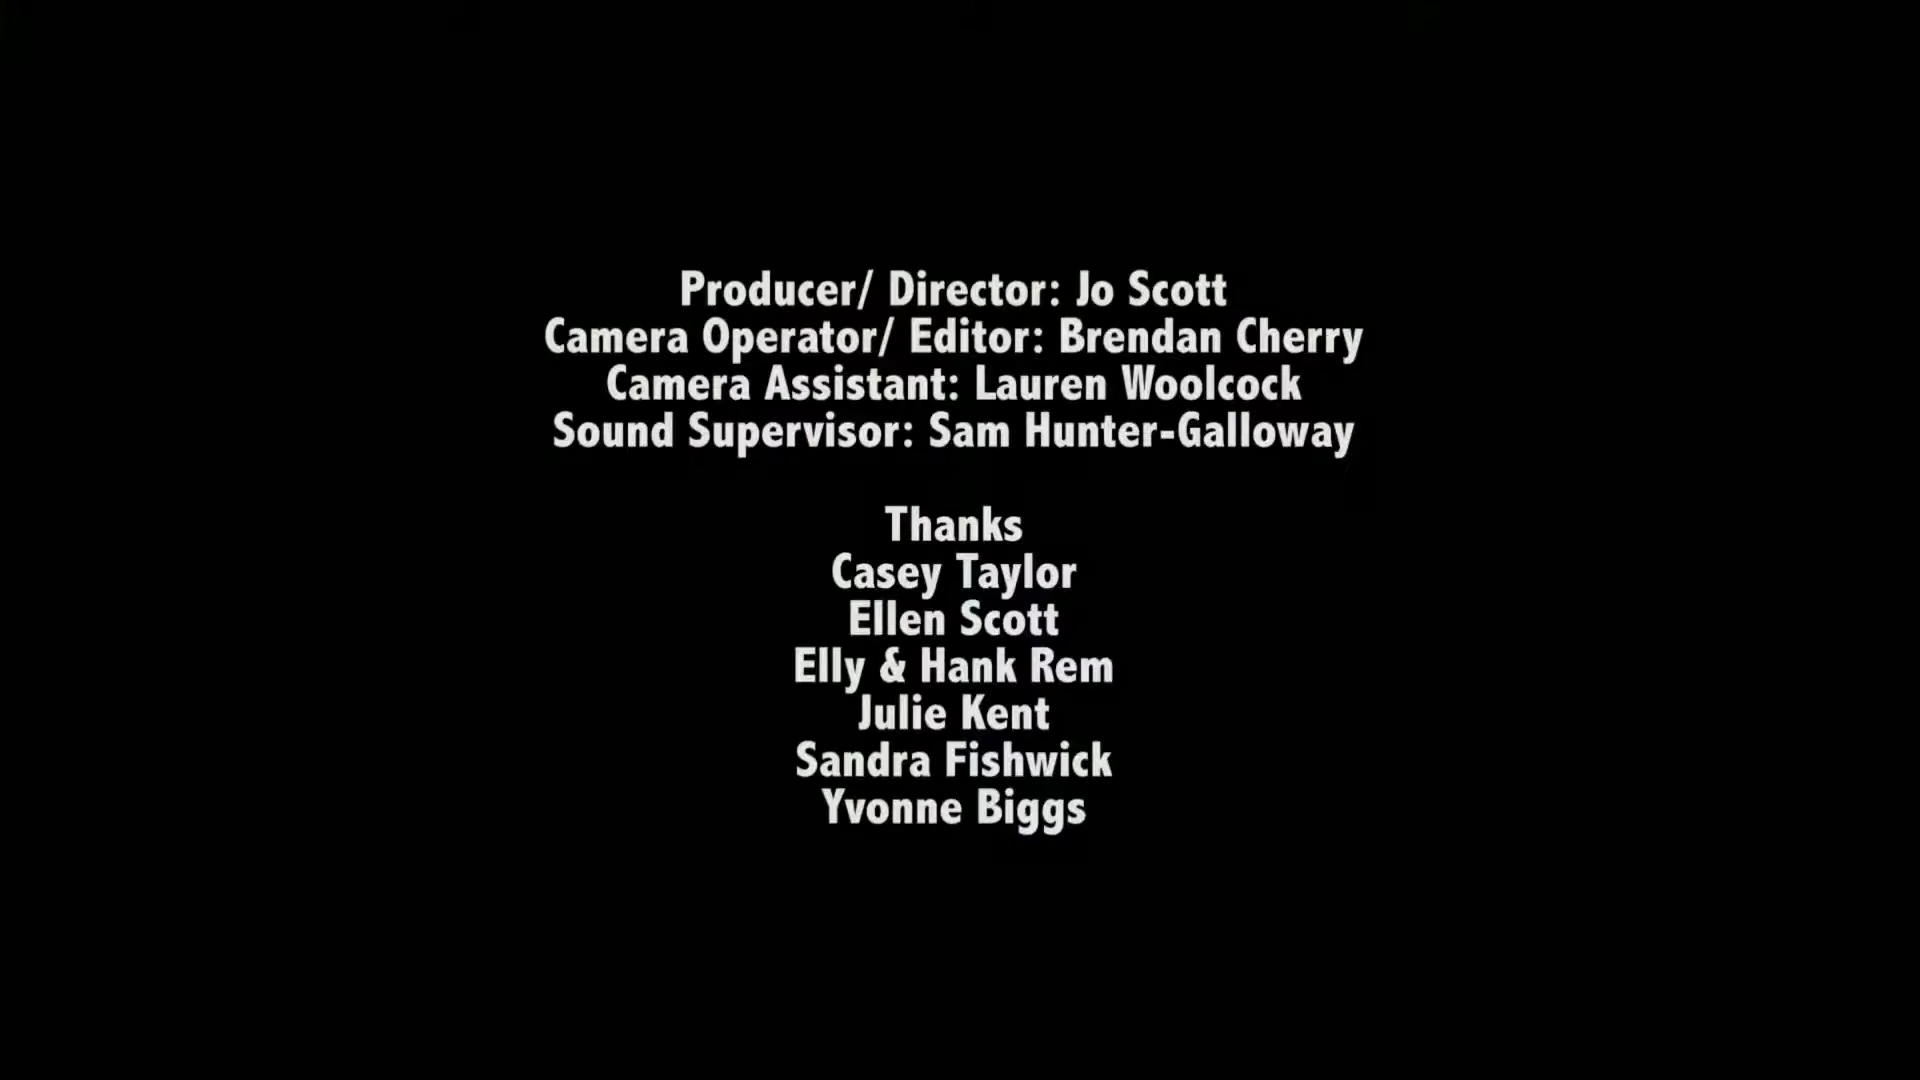 Producer/ Director: Jo Scott
Camera Operator/ Editor: Brendan Cherry
Camera Assistant: Lauren Woolcock
Sound Supervisor: Sam Hunter-Galloway
Thanks
Casey Taylor
Ellen Scott
Elly & Hank Rem
Julie Kent
Sandra Fishwick
Yvonne Biggs